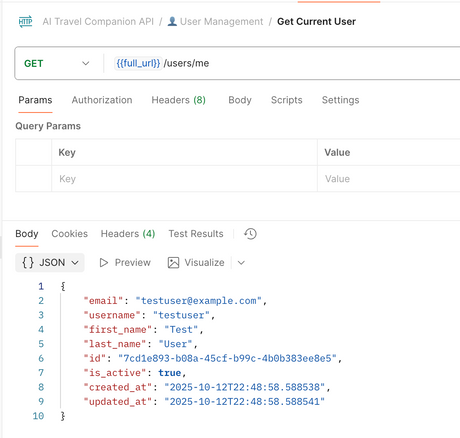 HTTP AI Travel Companion API / 👤 User Management / Get Current User
GET {{full_url}} /users/me
Params Authorization Headers (8) Body Scripts Settings
Query Params
Key Value
Key Value
Body Cookies Headers (4) Test Results
{} JSON Preview Visualize
1 {
2 "email": "testuser@example.com",
3 "username": "testuser",
4 "first_name": "Test",
5 "last_name": "User",
6 "id": "7cd1e893-b08a-45cf-b99c-4b0b383ee8e5",
7 "is_active": true,
8 "created_at": "2025-10-12T22:48:58.588538",
9 "updated_at": "2025-10-12T22:48:58.588541"
10 }